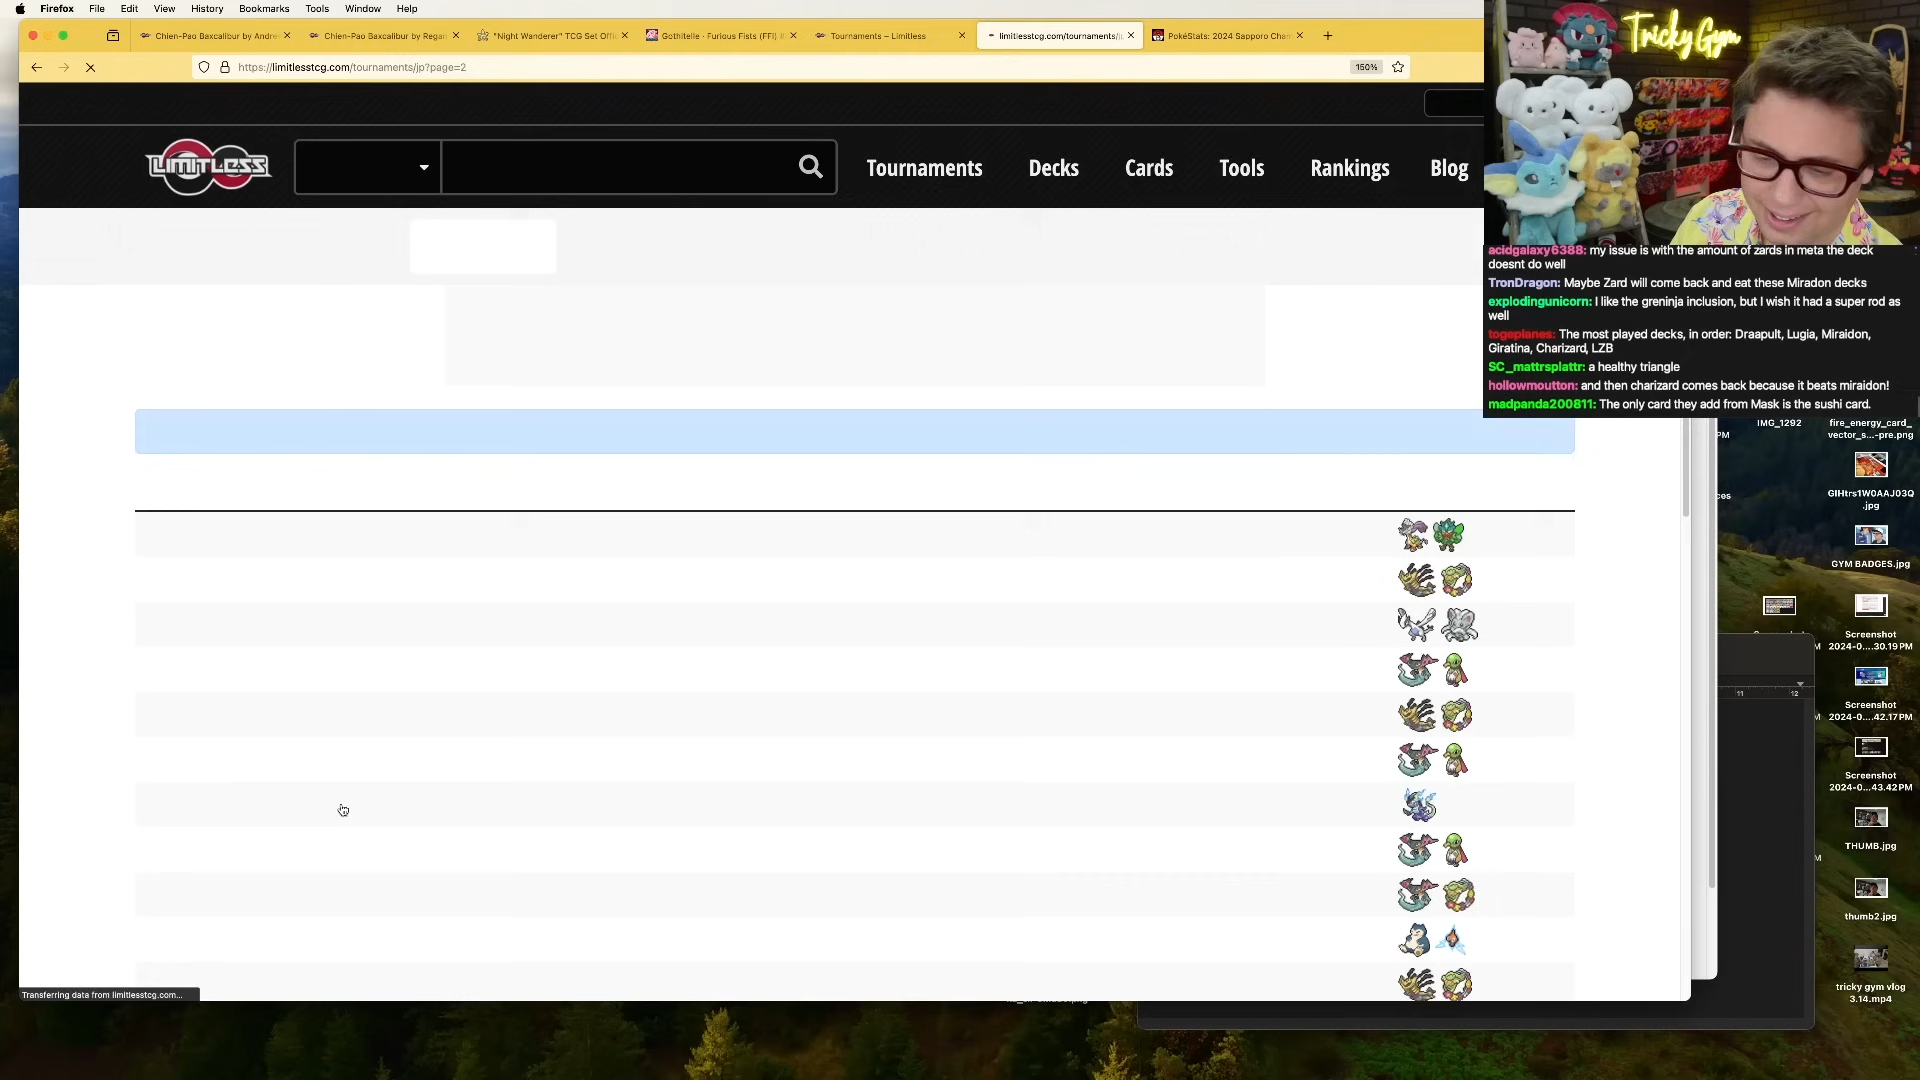 Firefox File Edit View History Bookmarks Tools Window Help
Chien-Pao Baxcalibur by Andre
Chien-Pao Baxcalibur by Regan
"Night Wanderer" TCG Set Offi
Gothitelle · Furious Fists (FFI)
Tournaments – Limitless
limitlesstcg.com/tournaments/j
PokéStats: 2024 Sapporo Cham
https://limitlesstcg.com/tournaments/jp?page=2
150%
LIMITLESS
Tournaments Decks Cards Tools Rankings Blog
Tricky Gym
acidgalaxy6388: my issue is with the amount of zards in meta the deck
doesnt do well
TronDragon: Maybe Zard will come back and eat these Miradon decks
explodingunicorn: I like the greninja inclusion, but I wish it had a super rod as
well
togepianes: The most played decks, in order: Draapult, Lugia, Miraidon,
Giratina, Charizard, LZB
SC_mattrsplattr: a healthy triangle
hollowmoutton: and then charizard comes back because it beats miraidon!
madpanda200811: The only card they add from Mask is the sushi card.
IMG_1292
fire_energy_card_
vector_s...-pre.png
PM
GIHtrs1W0AAJ03Q
.jpg
ces
GYM BADGES.jpg
Screenshot
2024-0....30.19 PM
11 12
Screenshot
2024-0....42.17 PM
Screenshot
2024-0....43.42 PM
THUMB.jpg
thumb2.jpg
tricky gym vlog
3.14.mp4
Transferring data from limitlesstcg.com...